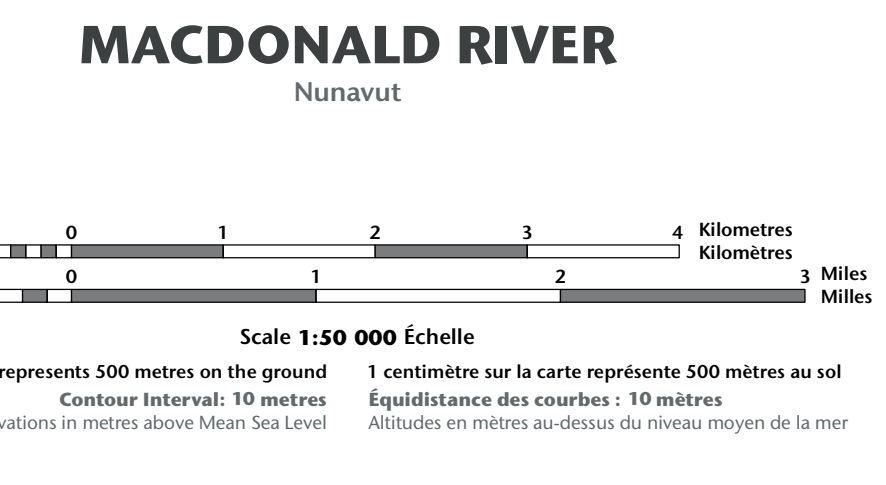 MACDONALD RIVER
Nunavut
0 1 2 3 4 Kilometres
Kilomètres
0 1 2 3 Miles
Milles
Scale 1:50 000 Échelle
represents 500 metres on the ground
1 centimètre sur la carte représente 500 mètres au sol
Contour Interval: 10 metres
Équidistance des courbes : 10 mètres
in metres above Mean Sea Level
Altitudes en mètres au-dessus du niveau moyen de la mer